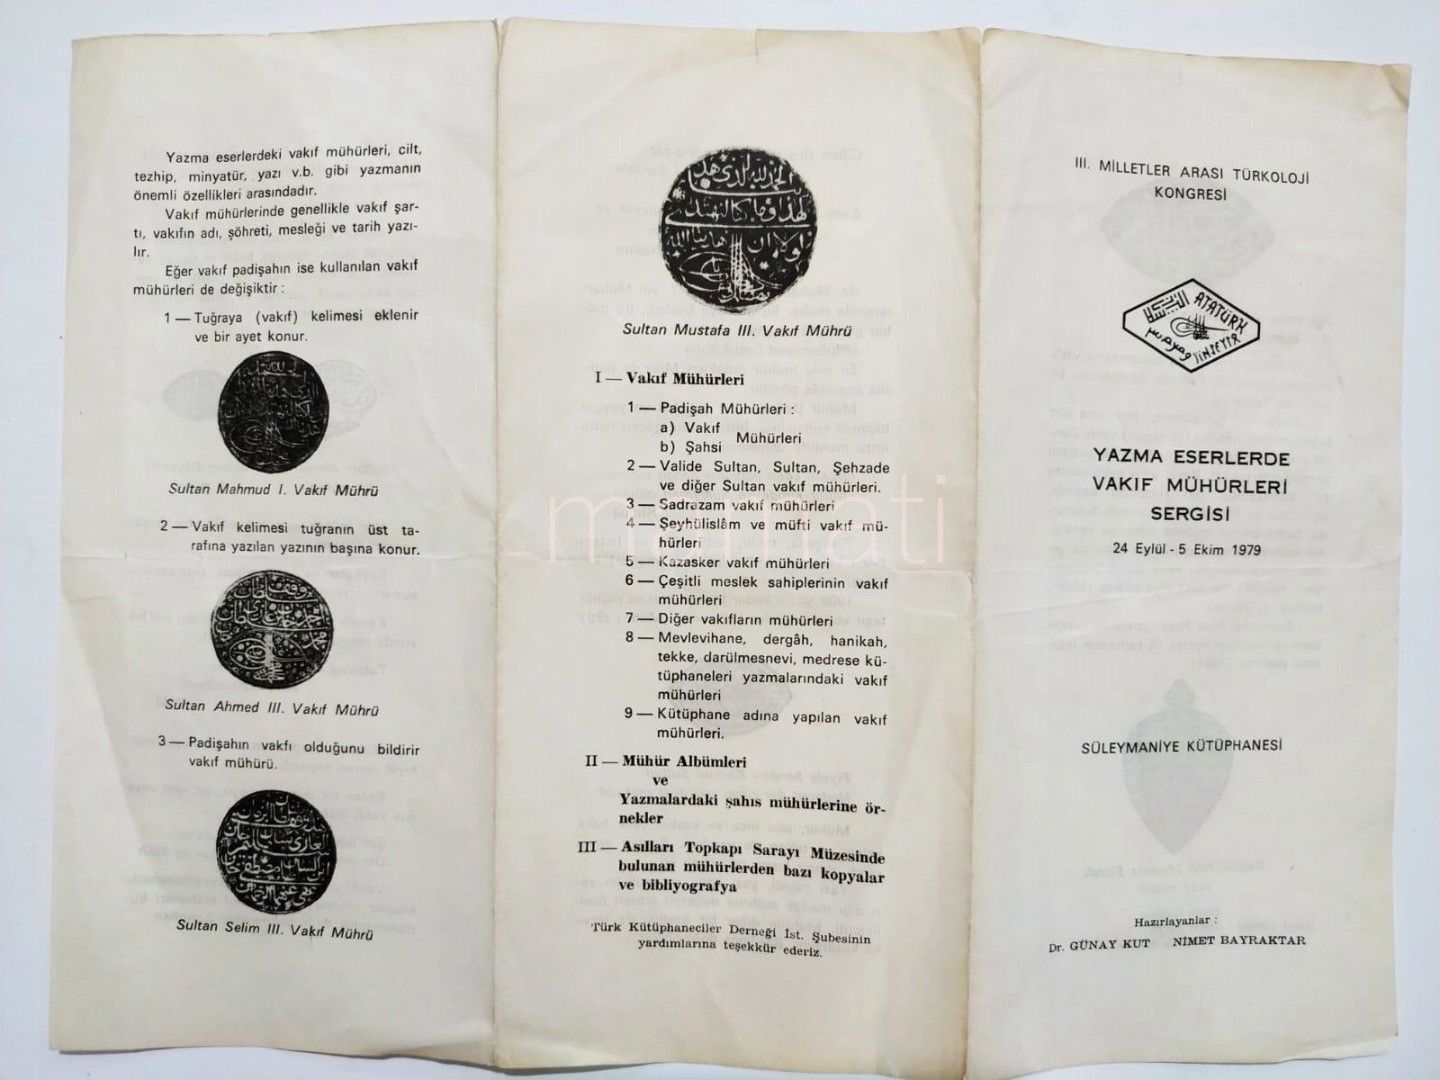 Yazma eserlerdeki vakıf mühürleri, cilt,
tezhip, minyatür, yazı v.b. gibi yazmanın
önemli özellikleri arasındadır.
Vakıf mühürlerinde genellikle vakıf şar-
tı, vakıfın adı, şöhreti, mesleği ve tarih yazı-
lır.
Eğer vakıf padişahın ise kullanılan vakıf
mühürleri de değişiktir :
1 — Tuğraya (vakıf) kelimesi eklenir
ve bir ayet konur.
Sultan Mahmud I. Vakıf Mührü
2 — Vakıf kelimesi tuğranın üst ta-
rafına yazılan yazının başına konur.
Sultan Ahmed III. Vakıf Mührü
3 — Padişahın vakfı olduğunu bildirir
vakıf mühürü.
Sultan Selim III. Vakıf Mührü
Sultan Mustafa III. Vakıf Mührü
I — Vakıf Mühürleri
1 — Padişah Mühürleri :
a) Vakıf
b) Şahsi
Mühürleri
2 — Valide Sultan, Sultan, Şehzade
ve diğer Sultan vakıf mühürleri.
3 — Sadrazam vakıf mühürleri
4 — Şeyhülislâm ve müfti vakıf mü-
hürleri
5 — Kazasker vakıf mühürleri
6 — Çeşitli meslek sahiplerinin vakıf
mühürleri
7 — Diğer vakıfların mühürleri
8 — Mevlevihane, dergâh, hanikah,
tekke, darülmesnevi, medrese kü-
tüphaneleri yazmalarındaki vakıf
mühürleri
9 — Kütüphane adına yapılan vakıf
mühürleri.
II — Mühür Albümleri
ve
Yazmalardaki şahıs mühürlerine ör-
nekler
III — Asılları Topkapı Sarayı Müzesinde
bulunan mühürlerden bazı kopyalar
ve bibliyografya
Türk Kütüphaneciler Derneği İst. Şubesinin
yardımlarına teşekkür ederiz.
III. MİLLETLER ARASI TÜRKOLOJİ
KONGRESİ
ATATÜRK
YAZMA ESERLERDE
VAKIF MÜHÜRLERİ
SERGİSİ
24 Eylül - 5 Ekim 1979
SÜLEYMANİYE KÜTÜPHANESİ
Hazırlayanlar :
Dr. GÜNAY KUT NİMET BAYRAKTAR